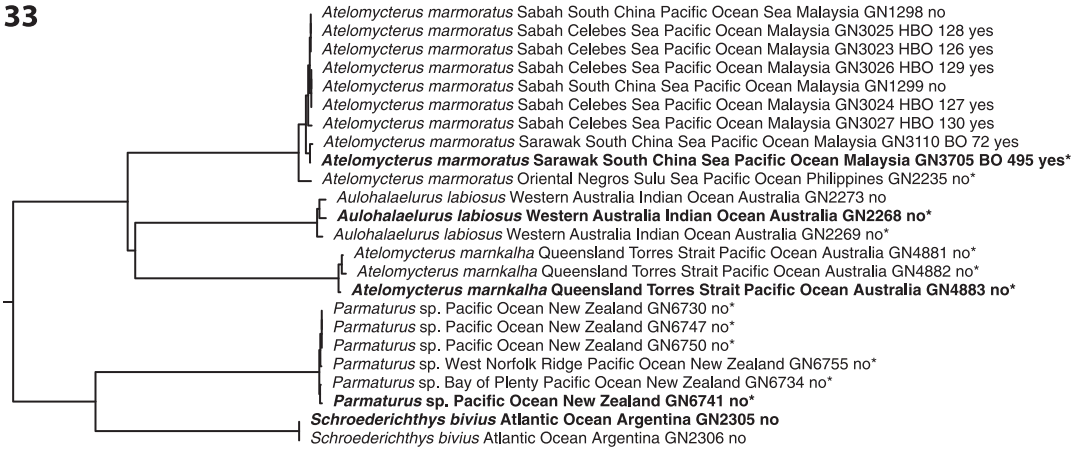 33
Atelomycterus marmoratus Sabah South China Pacific Ocean Sea Malaysia GN1298 no
Atelomycterus marmoratus Sabah Celebes Sea Pacific Ocean Malaysia GN3025 HBO 128 yes
Atelomycterus marmoratus Sabah Celebes Sea Pacific Ocean Malaysia GN3023 HBO 126 yes
Atelomycterus marmoratus Sabah Celebes Sea Pacific Ocean Malaysia GN3026 HBO 129 yes
Atelomycterus marmoratus Sabah South China Sea Pacific Ocean Malaysia GN1299 no
Atelomycterus marmoratus Sabah Celebes Sea Pacific Ocean Malaysia GN3024 HBO 127 yes
Atelomycterus marmoratus Sabah Celebes Sea Pacific Ocean Malaysia GN3027 HBO 130 yes
Atelomycterus marmoratus Sarawak South China Sea Pacific Ocean Malaysia GN3110 BO 72 yes
Atelomycterus marmoratus Sarawak South China Sea Pacific Ocean Malaysia GN3705 BO 495 yes*
Atelomycterus marmoratus Oriental Negros Sulu Sea Pacific Ocean Philippines GN2235 no*
Aulohalaelurus labiosus Western Australia Indian Ocean Australia GN2273 no
Aulohalaelurus labiosus Western Australia Indian Ocean Australia GN2268 no*
Aulohalaelurus labiosus Western Australia Indian Ocean Australia GN2269 no*
Atelomycterus marnkalha Queensland Torres Strait Pacific Ocean Australia GN4881 no*
Atelomycterus marnkalha Queensland Torres Strait Pacific Ocean Australia GN4882 no*
Atelomycterus marnkalha Queensland Torres Strait Pacific Ocean Australia GN4883 no*
Parmaturus sp. Pacific Ocean New Zealand GN6730 no*
Parmaturus sp. Pacific Ocean New Zealand GN6747 no*
Parmaturus sp. Pacific Ocean New Zealand GN6750 no*
Parmaturus sp. West Norfolk Ridge Pacific Ocean New Zealand GN6755 no*
Parmaturus sp. Bay of Plenty Pacific Ocean New Zealand GN6734 no*
Parmaturus sp. Pacific Ocean New Zealand GN6741 no*
Schroederichthys bivius Atlantic Ocean Argentina GN2305 no
Schroederichthys bivius Atlantic Ocean Argentina GN2306 no